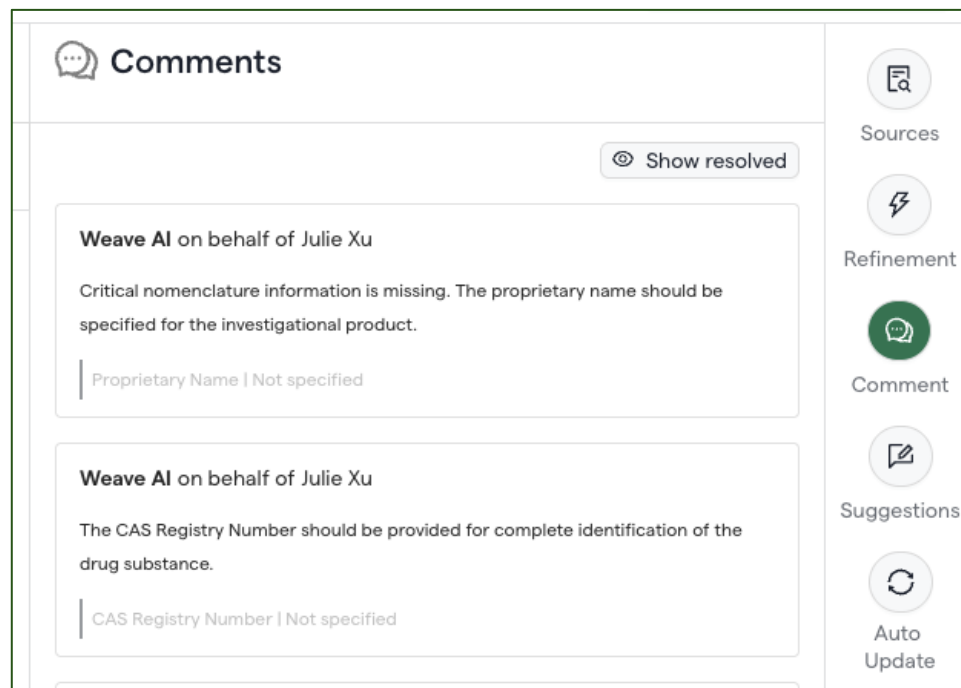 Comments
Show resolved
Weave AI on behalf of Julie Xu
Critical nomenclature information is missing. The proprietary name should be
specified for the investigational product.
Proprietary Name | Not specified
Weave AI on behalf of Julie Xu
The CAS Registry Number should be provided for complete identification of the
drug substance.
CAS Registry Number | Not specified
Sources
Refinement
Comment
Suggestions
Auto
Update